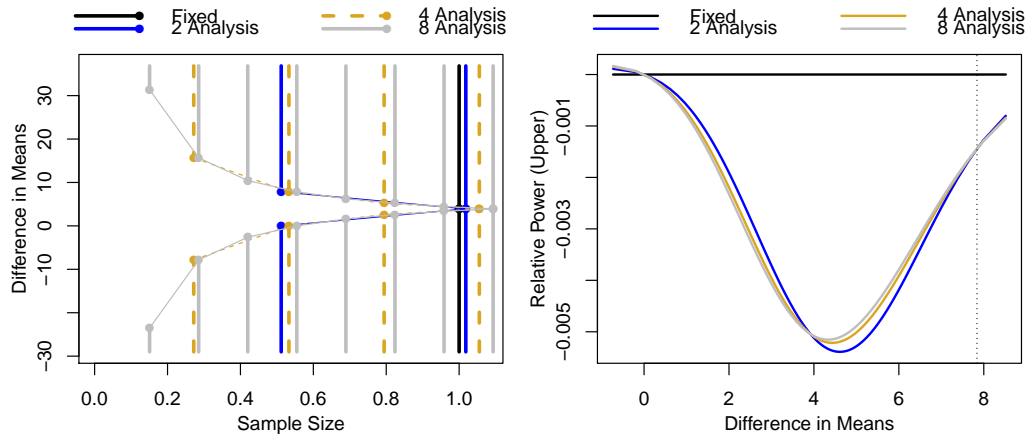 Fixed
2 Analysis
4 Analysis
8 Analysis
Difference in Means
30
20
10
0
−10
−30
0.0 0.2 0.4 0.6 0.8 1.0
Sample Size
Fixed
2 Analysis
4 Analysis
8 Analysis
Relative Power (Upper)
−0.001
−0.003
−0.005
0 2 4 6 8
Difference in Means